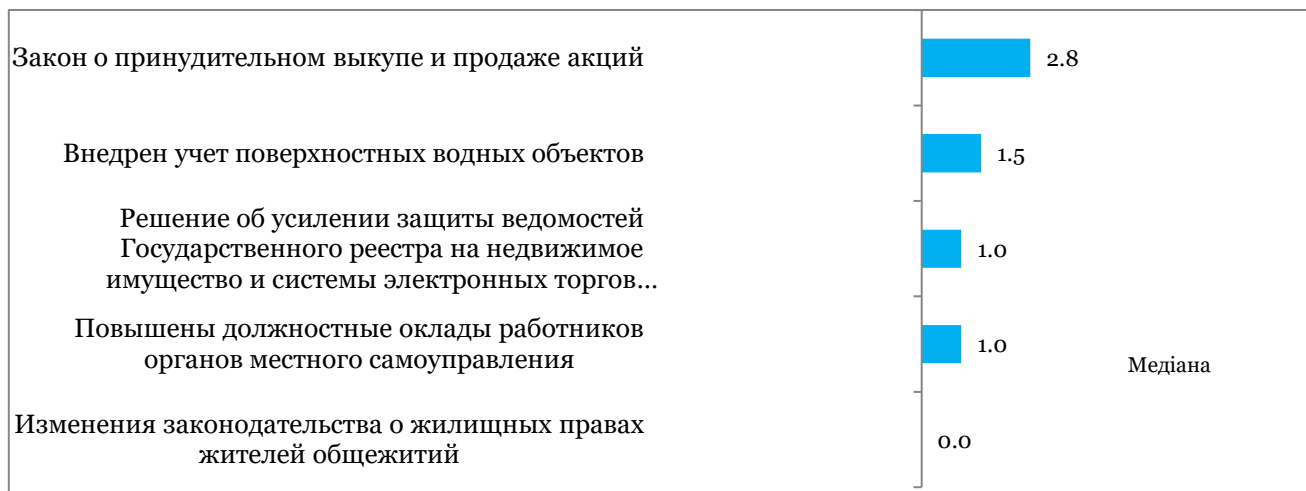 Закон о принудительном выкупе и продаже акций
2.8
Внедрен учет поверхностных водных объектов
1.5
Решение об усилении защиты ведомостей
Государственного реестра на недвижимое
имущество и системы электронных торгов...
1.0
Повышены должностные оклады работников
органов местного самоуправления
1.0
Медіана
Изменения законодательства о жилищных правах
жителей общежитий
0.0